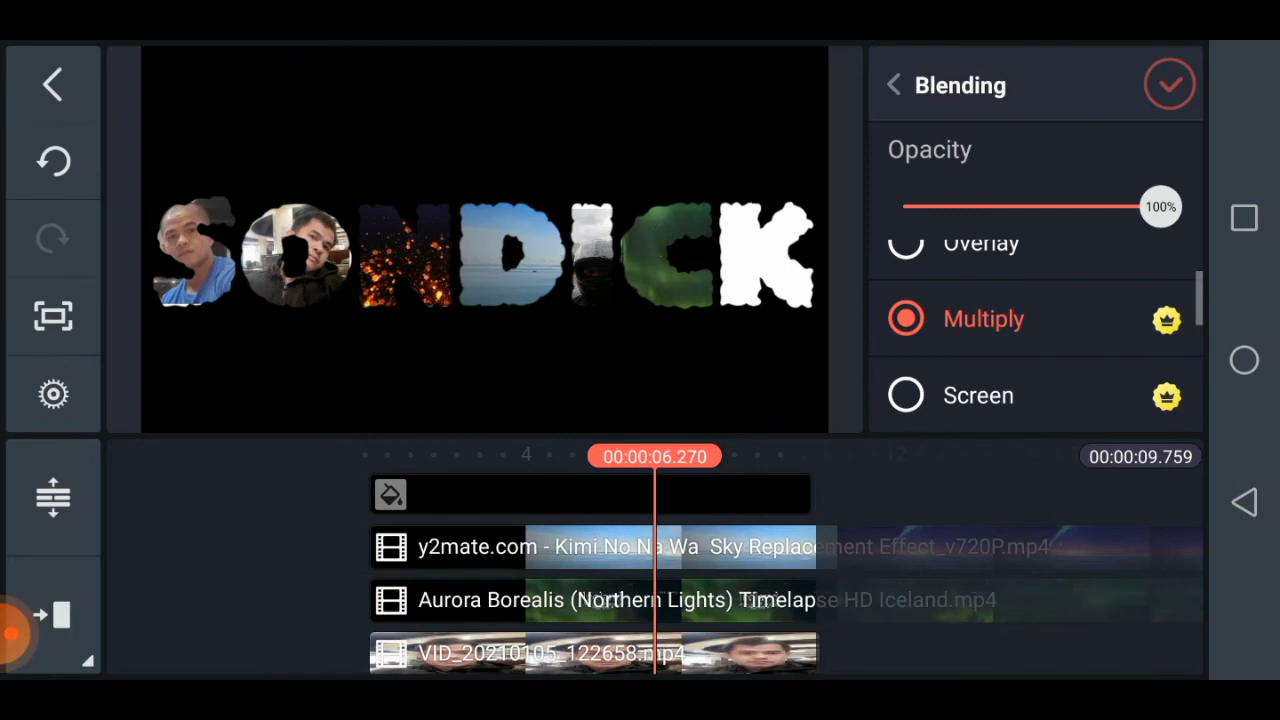 Blending
Opacity
100%
SONDICK
Overlay
Multiply
Screen
4
00:00:06.270
12
00:00:09.759
y2mate.com - Kimi No Na Wa Sky Replacement Effect_v720P.mp4
Aurora Borealis (Northern Lights) Timelapse HD Iceland.mp4
VID_20210105_122658.mp4